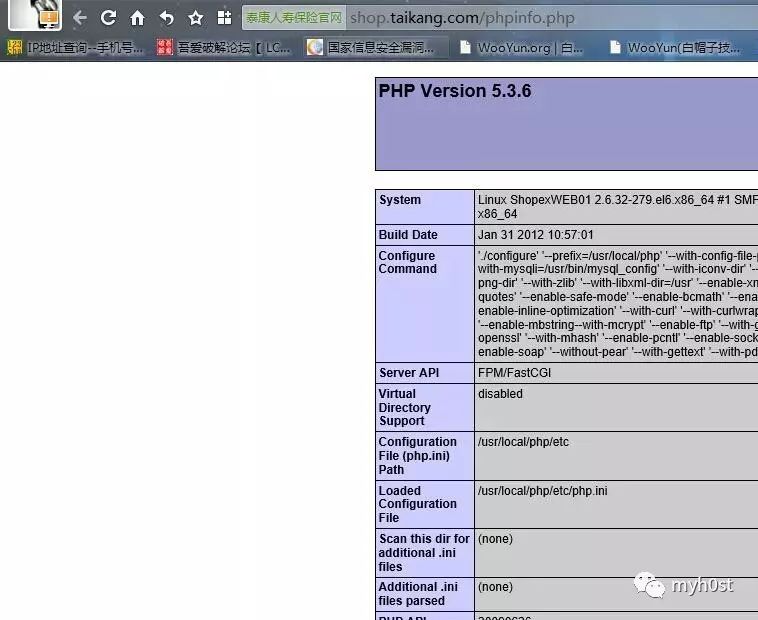 泰康人寿保险官网 shop.taikang.com/phpinfo.php
IP地址查询--手机号... 吾爱破解论坛【 LC... 国家信息安全漏洞... WooYun.org | 白... WooYun(白帽子技...
PHP Version 5.3.6
System Linux ShopexWEB01 2.6.32-279.el6.x86_64 #1 SMP
x86_64
Build Date Jan 31 2012 10:57:01
Configure './configure' '--prefix=/usr/local/php' '--with-config-file-
Command with-mysqli=/usr/bin/mysql_config' '--with-iconv-dir' '--
png-dir' '--with-zlib' '--with-libxml-dir=/usr' '--enable-xm
quotes' '--enable-safe-mode' '--enable-bcmath' '--ena
enable-inline-optimization' '--with-curl' '--with-curlwrap
'--enable-mbstring--with-mcrypt' '--enable-ftp' '--with-g
openssl' '--with-mhash' '--enable-pcntl' '--enable-sock
enable-soap' '--without-pear' '--with-gettext' '--with-pd
Server API FPM/FastCGI
Virtual disabled
Directory
Support
Configuration /usr/local/php/etc
File (php.ini)
Path
Loaded /usr/local/php/etc/php.ini
Configuration
File
Scan this dir for (none)
additional .ini
files
Additional .ini (none)
files parsed
myh0st
PHP API 20090626